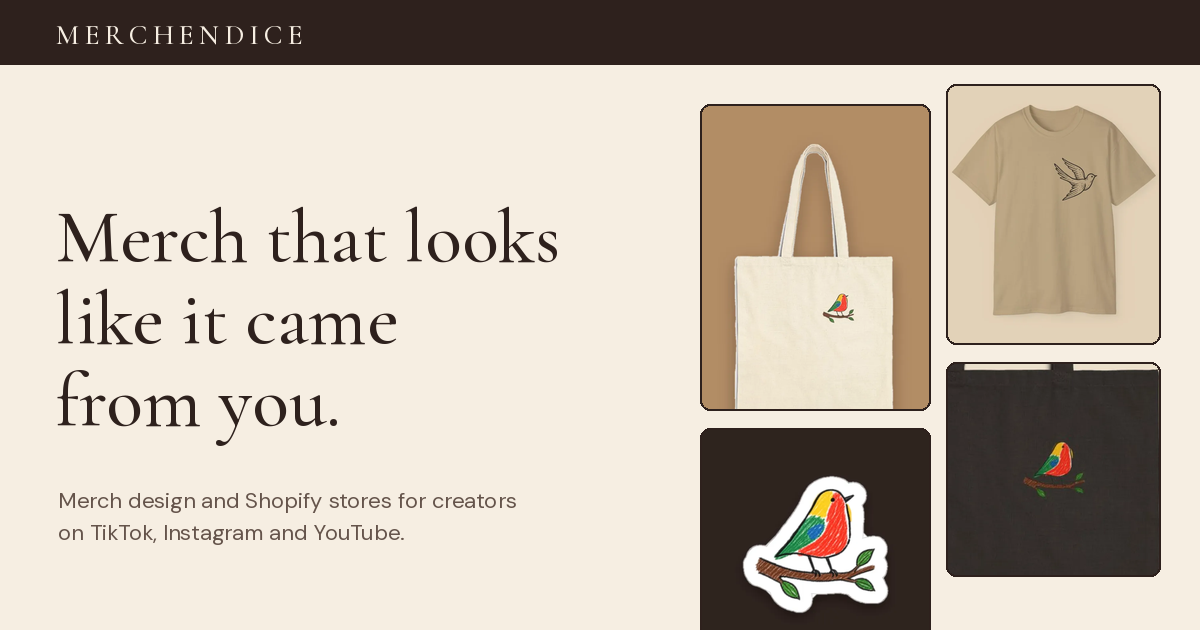 MERCHENDICE
Merch that looks
like it came
from you.
Merch design and Shopify stores for creators
on TikTok, Instagram and YouTube.